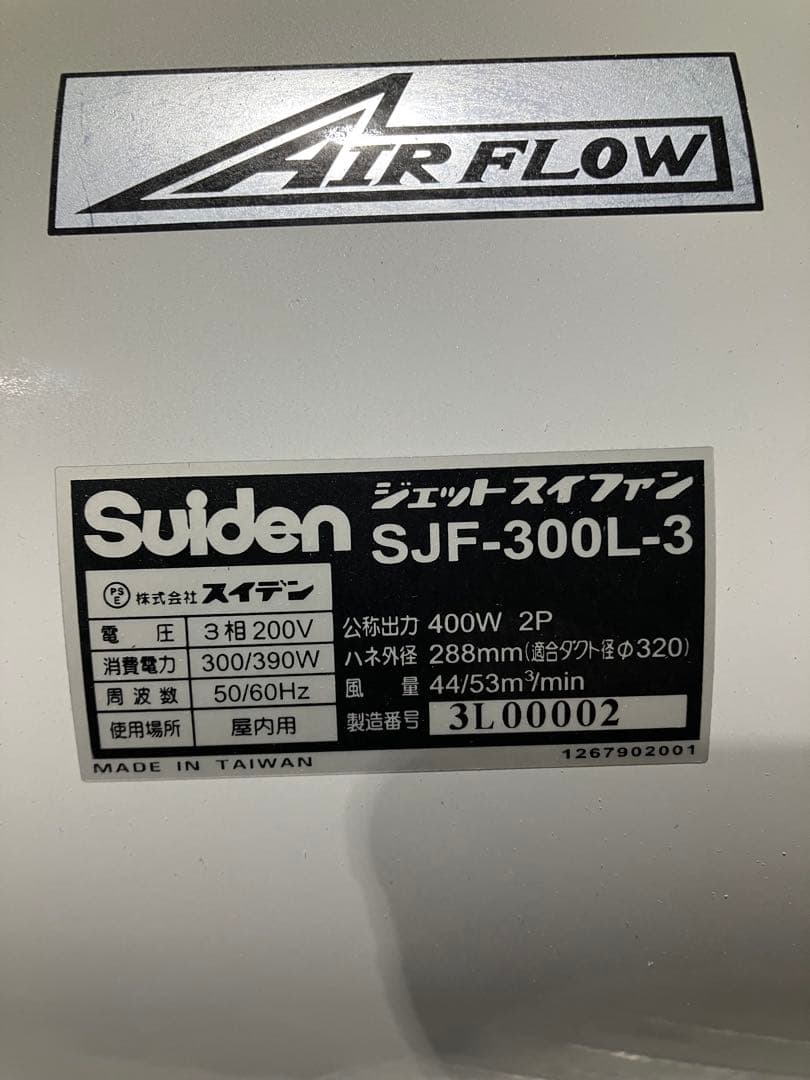 AIR FLOW
Suiden
ジェットスイファン
SJF-300L-3
PSE 株式会社 スイデン
電 圧 3相200V
消費電力 300/390W
周波数 50/60Hz
使用場所 屋内用
公称出力 400W 2P
ハネ外径 288mm(適合ダクト径φ320)
風 量 44/53m³/min
製造番号 3L00002
MADE IN TAIWAN
1267902001